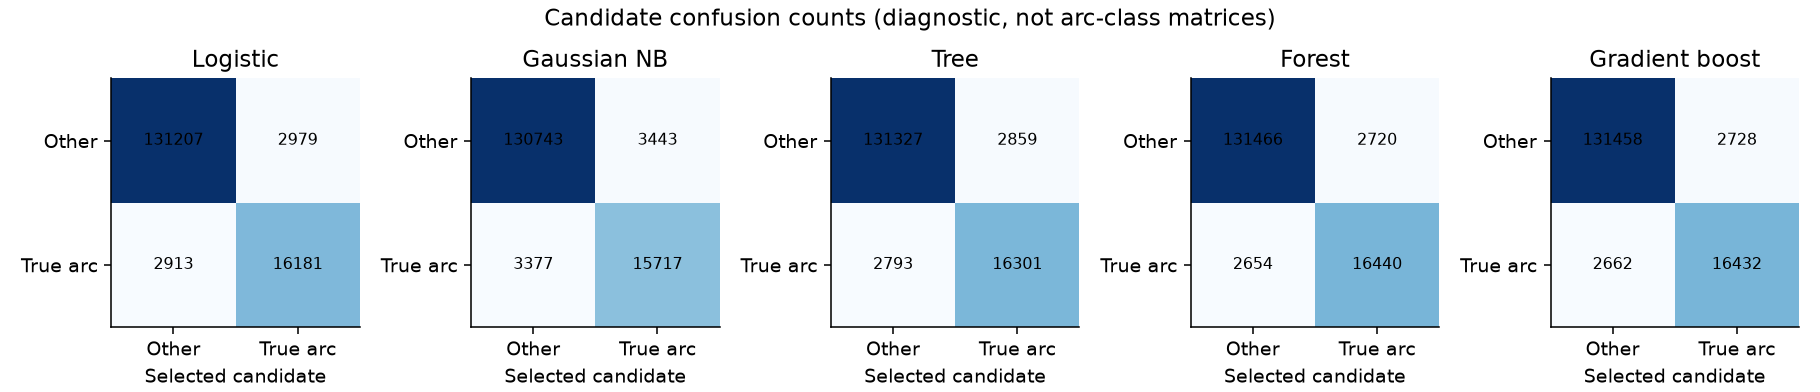 Candidate confusion counts (diagnostic, not arc-class matrices)
Logistic
Other 131207 2979
True arc 2913 16181
Other True arc
Selected candidate
Gaussian NB
Other 130743 3443
True arc 3377 15717
Other True arc
Selected candidate
Tree
Other 131327 2859
True arc 2793 16301
Other True arc
Selected candidate
Forest
Other 131466 2720
True arc 2654 16440
Other True arc
Selected candidate
Gradient boost
Other 131458 2728
True arc 2662 16432
Other True arc
Selected candidate